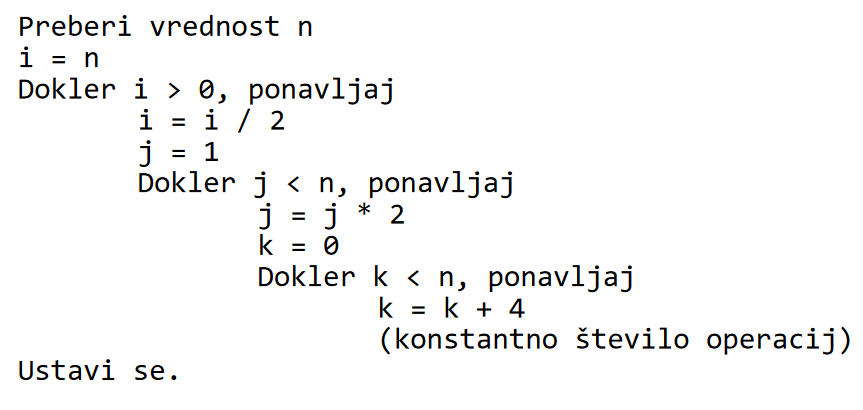 Preberi vrednost n
i = n
Dokler i > 0, ponavljaj
i = i / 2
j = 1
Dokler j < n, ponavljaj
j = j * 2
k = 0
Dokler k < n, ponavljaj
k = k + 4
(konstantno število operacij)
Ustavi se.